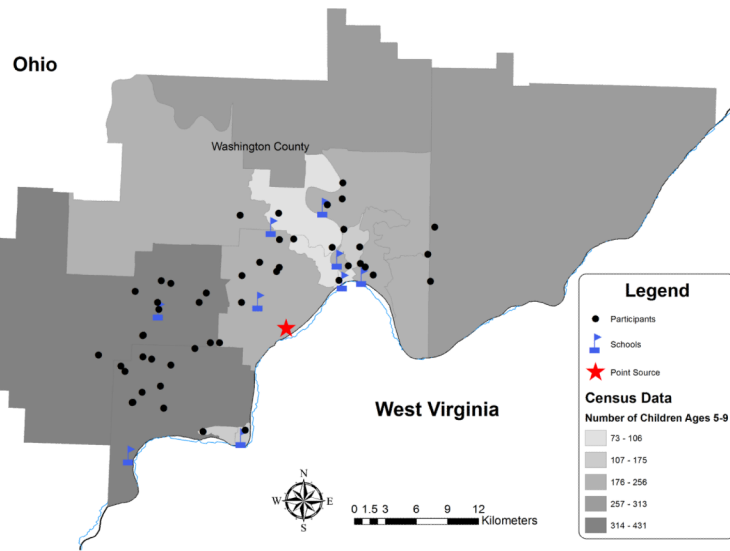 Ohio
Washington County
West Virginia
N
W E
S
0 1.5 3 6 9 12
Kilometers
Legend
Participants
Schools
Point Source
Census Data
Number of Children Ages 5-9
73 - 106
107 - 175
176 - 256
257 - 313
314 - 431